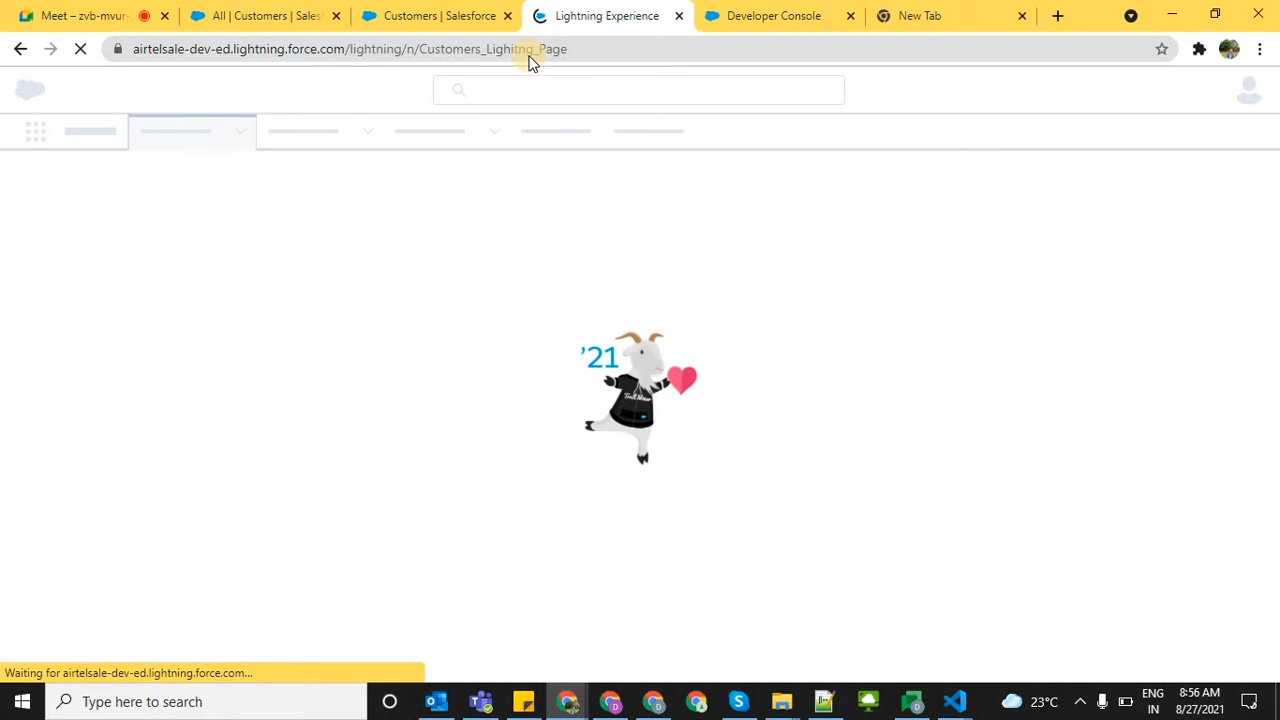 Meet – zvb-mvur-
All | Customers | Salesf
Customers | Salesforce
Lightning Experience
Developer Console
New Tab
airtelsale-dev-ed.lightning.force.com/lightning/n/Customers_Lighitng_Page
'21
Waiting for airtelsale-dev-ed.lightning.force.com...
Type here to search
23°C
ENG
IN
8:56 AM
8/27/2021